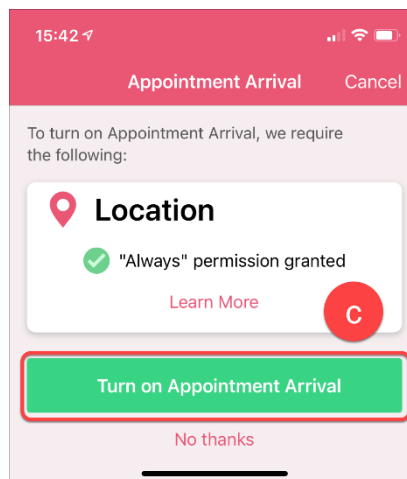 15:42
Appointment Arrival Cancel
To turn on Appointment Arrival, we require
the following:
Location
"Always" permission granted
Learn More
C
Turn on Appointment Arrival
No thanks